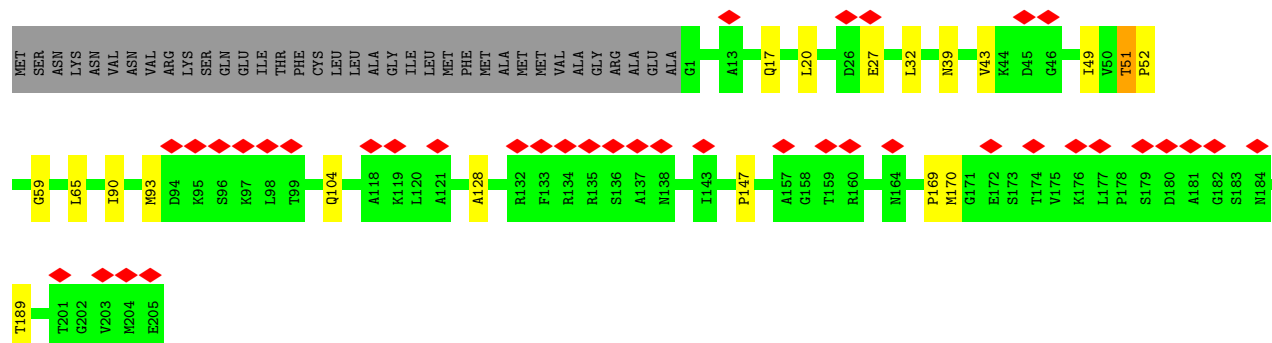 MET SER ASN LYS ASN VAL ASN VAL ARG LYS SER GLN GLU ILE THR PHE CYS LEU LEU ALA GLY ILE LEU MET PHE MET ALA MET MET VAL ALA GLY ARG ALA GLU ALA G1 A13 Q17 L20 D26 E27 L32 N39 V43 K44 D45 G46 I49 V50 T51 P52
G59 L65 I90 M93 D94 K95 S96 K97 L98 T99 Q104 A118 K119 L120 A121 A128 R132 F133 R134 R135 S136 A137 N138 I143 P147 A157 G158 T159 R160 N164 P169 M170 G171 E172 S173 T174 V175 K176 L177 P178 S179 D180 A181 G182 S183 N184
T189 T201 G202 V203 M204 E205